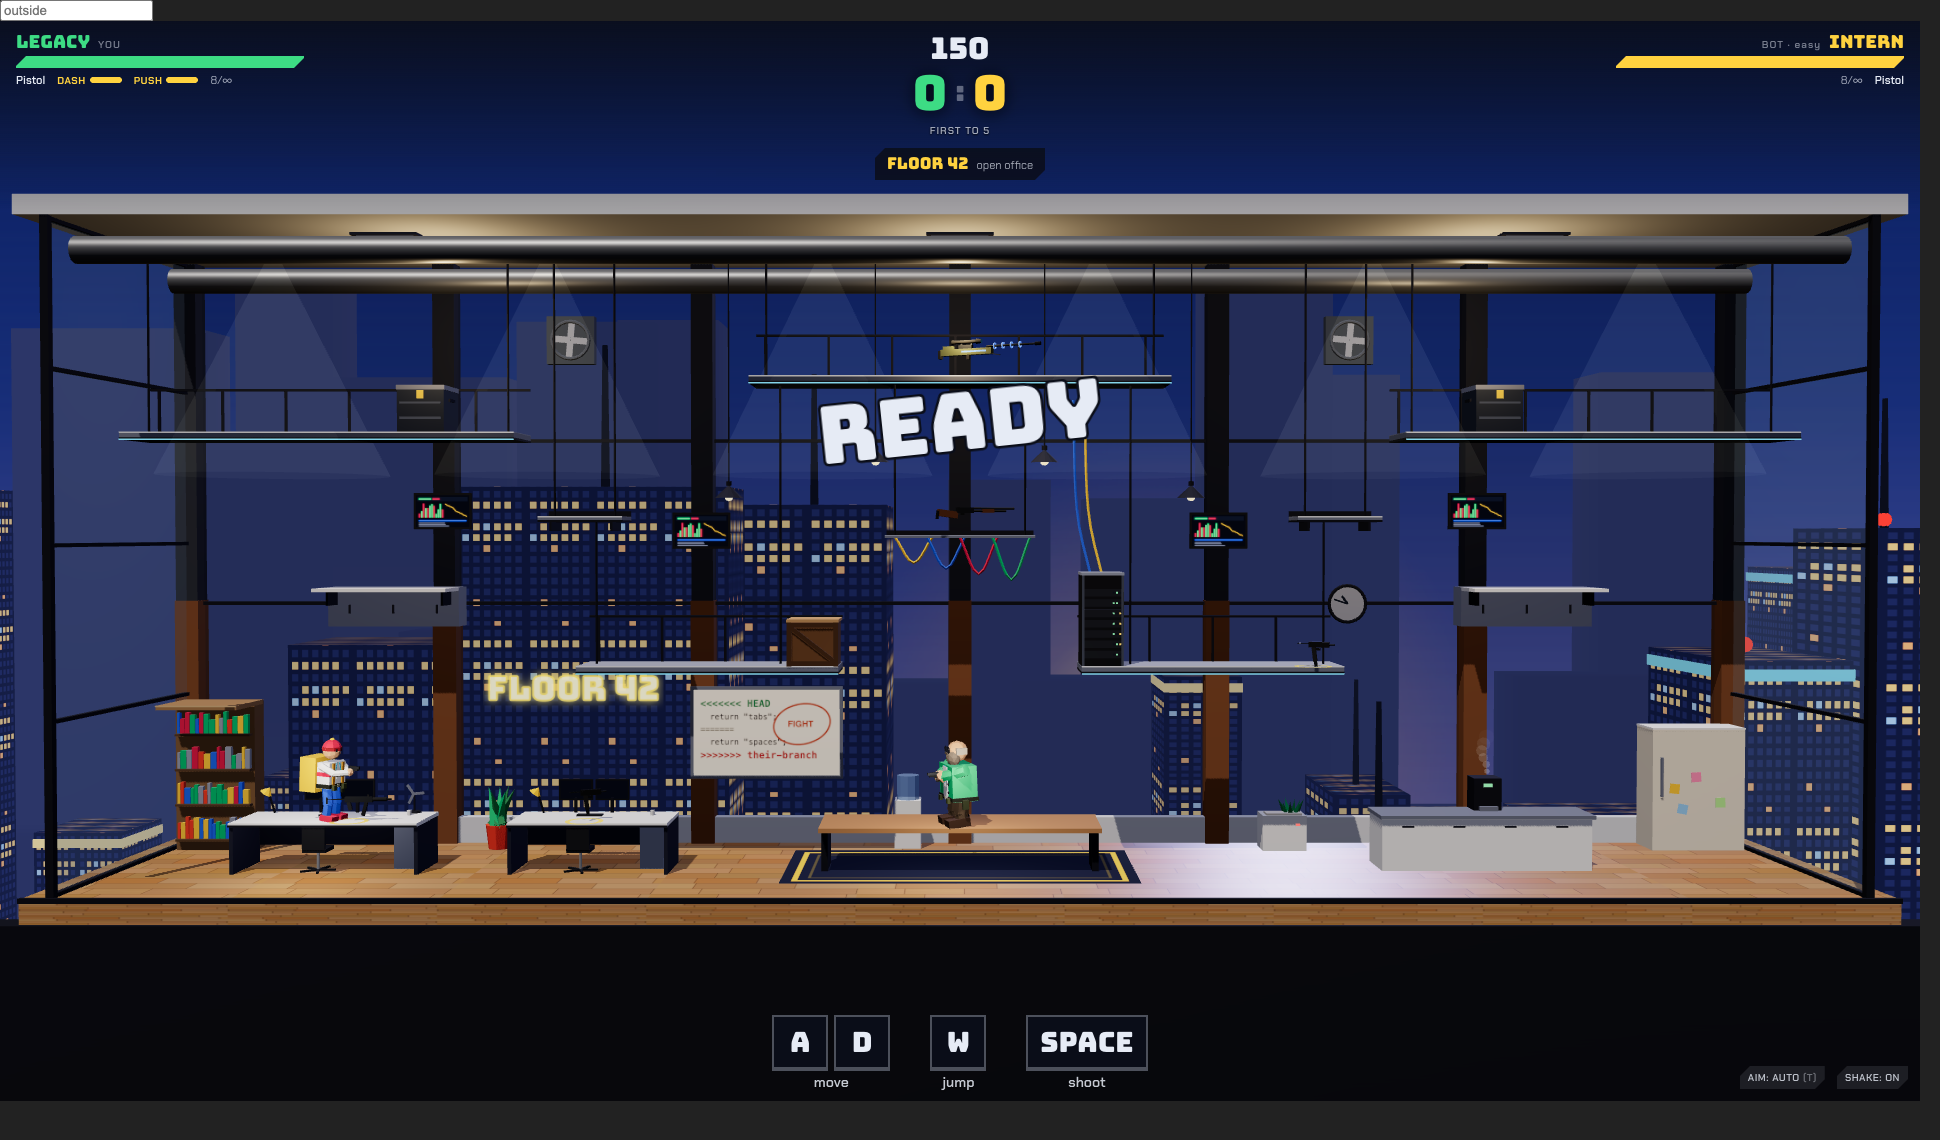 outside
LEGACY YOU
Pistol DASH PUSH 8/∞
150
0 : 0
FIRST TO 5
FLOOR 42 open office
BOT · easy INTERN
8/∞ Pistol
READY
FLOOR 42
<<<<<<< HEAD
return "tabs";
=======
return "spaces";
>>>>>>> their-branch
FIGHT
A D W SPACE
move jump shoot
AIM: AUTO [T] SHAKE: ON